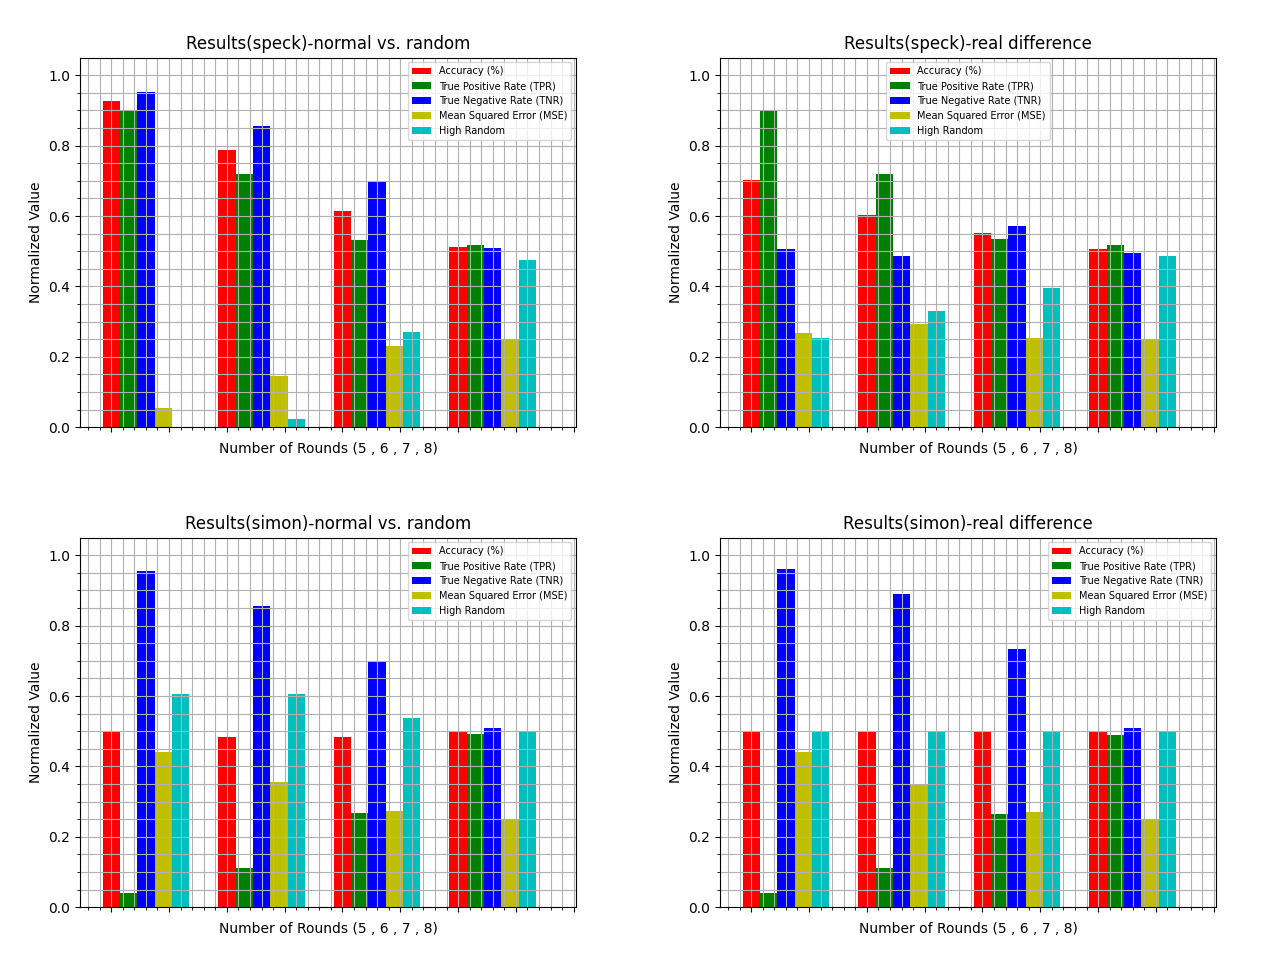 Results(speck)-normal vs. random
1.0
0.8
0.6
0.4
0.2
0.0
Normalized Value
Accuracy (%)
True Positive Rate (TPR)
True Negative Rate (TNR)
Mean Squared Error (MSE)
High Random
Number of Rounds (5 , 6 , 7 , 8)
Results(speck)-real difference
1.0
0.8
0.6
0.4
0.2
0.0
Normalized Value
Accuracy (%)
True Positive Rate (TPR)
True Negative Rate (TNR)
Mean Squared Error (MSE)
High Random
Number of Rounds (5 , 6 , 7 , 8)
Results(simon)-normal vs. random
1.0
0.8
0.6
0.4
0.2
0.0
Normalized Value
Accuracy (%)
True Positive Rate (TPR)
True Negative Rate (TNR)
Mean Squared Error (MSE)
High Random
Number of Rounds (5 , 6 , 7 , 8)
Results(simon)-real difference
1.0
0.8
0.6
0.4
0.2
0.0
Normalized Value
Accuracy (%)
True Positive Rate (TPR)
True Negative Rate (TNR)
Mean Squared Error (MSE)
High Random
Number of Rounds (5 , 6 , 7 , 8)